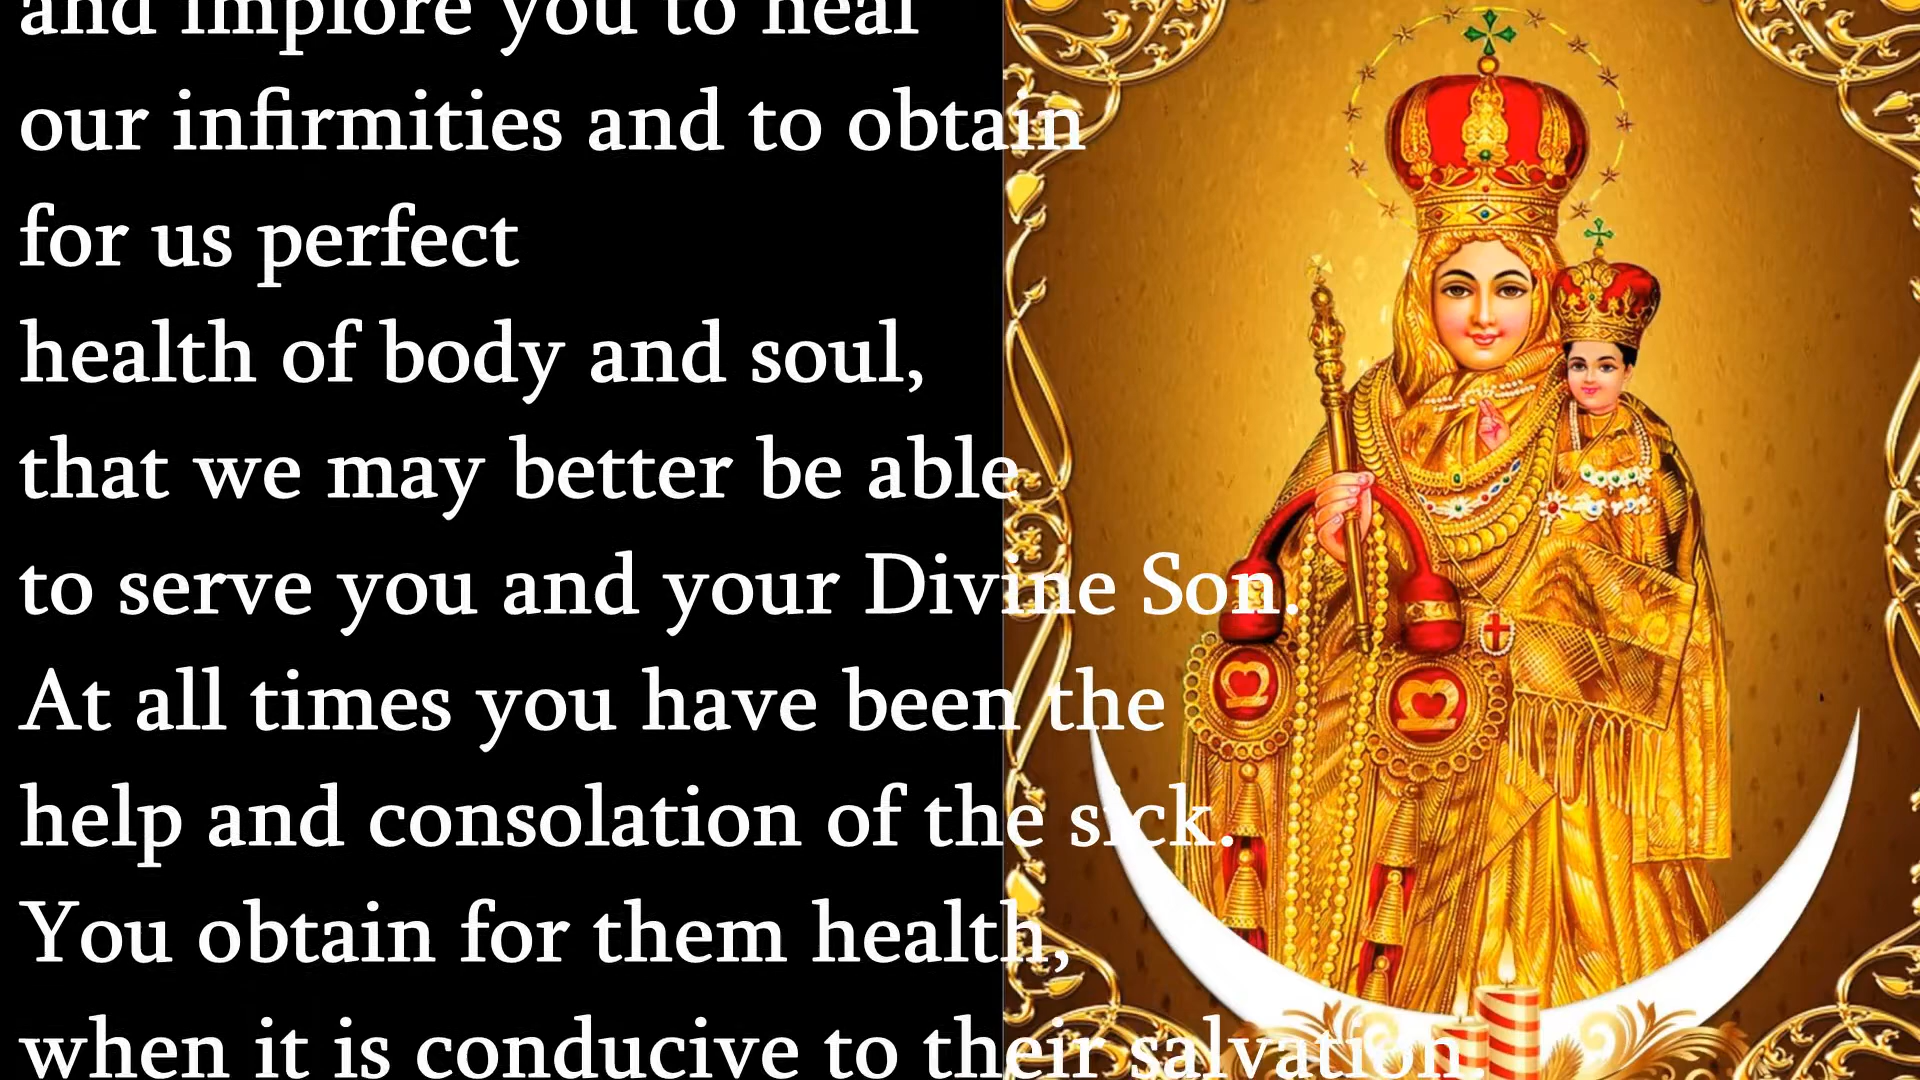 and implore you to heal
our infirmities and to obtain
for us perfect
health of body and soul,
that we may better be able
to serve you and your Divine Son.
At all times you have been the
help and consolation of the sick.
You obtain for them health,
when it is conducive to their salvation.